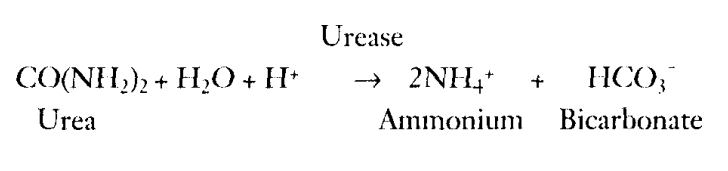 Urease
CO(NH₂)₂ + H₂O + H⁺ → 2NH₄⁺ + HCO₃⁻
Urea Ammonium Bicarbonate